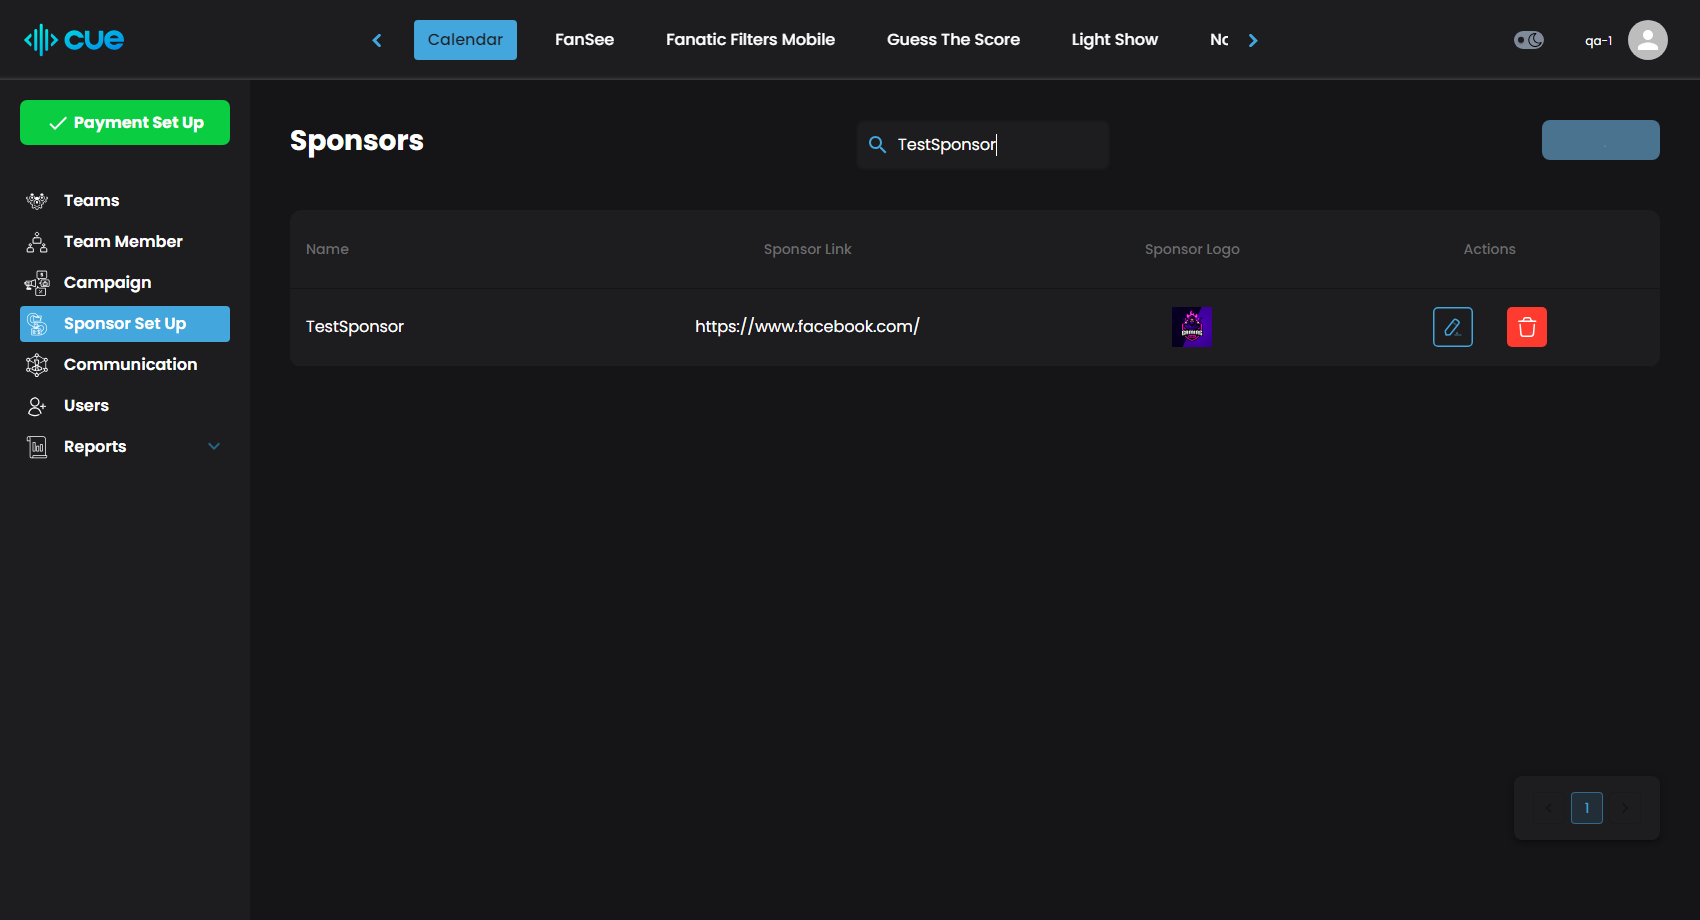 cue
Calendar
FanSee
Fanatic Filters Mobile
Guess The Score
Light Show
qa-1
Payment Set Up
Teams
Team Member
Campaign
Sponsor Set Up
Communication
Users
Reports
Sponsors
TestSponsor
Name Sponsor Link Sponsor Logo Actions
TestSponsor https://www.facebook.com/ GAMING
1